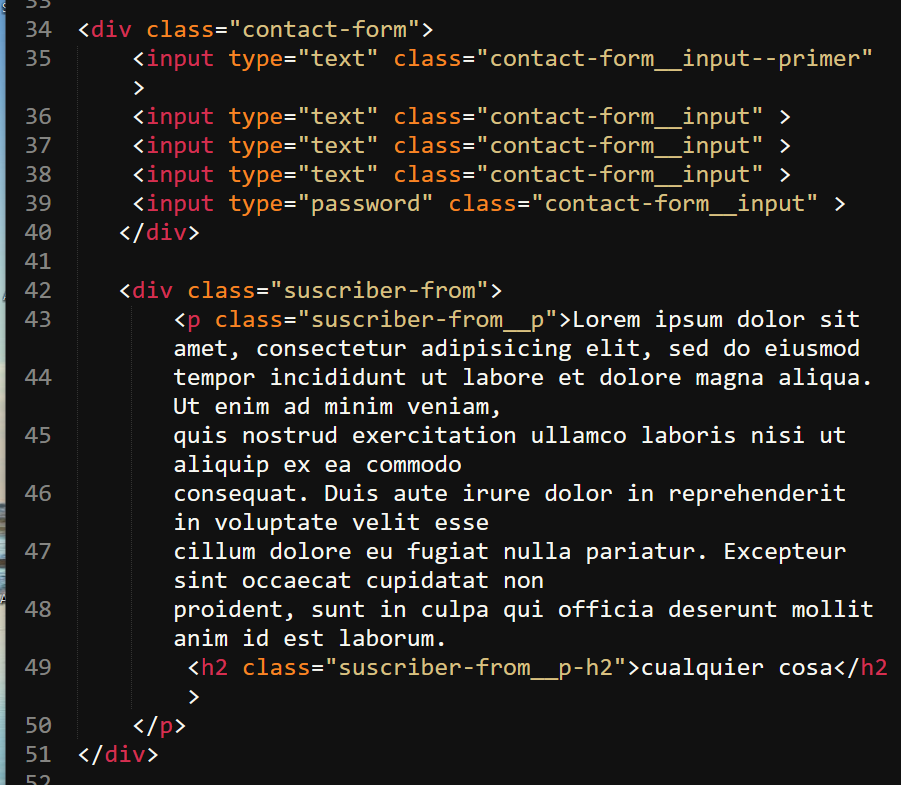 33
34 <div class="contact-form">
35 <input type="text" class="contact-form__input--primer"
>
36 <input type="text" class="contact-form__input" >
37 <input type="text" class="contact-form__input" >
38 <input type="text" class="contact-form__input" >
39 <input type="password" class="contact-form__input" >
40 </div>
41
42 <div class="suscriber-from">
43 <p class="suscriber-from__p">Lorem ipsum dolor sit
amet, consectetur adipisicing elit, sed do eiusmod
44 tempor incididunt ut labore et dolore magna aliqua.
Ut enim ad minim veniam,
45 quis nostrud exercitation ullamco laboris nisi ut
aliquip ex ea commodo
46 consequat. Duis aute irure dolor in reprehenderit
in voluptate velit esse
47 cillum dolore eu fugiat nulla pariatur. Excepteur
sint occaecat cupidatat non
48 proident, sunt in culpa qui officia deserunt mollit
anim id est laborum.
49 <h2 class="suscriber-from__p-h2">cualquier cosa</h2
>
50 </p>
51 </div>
52